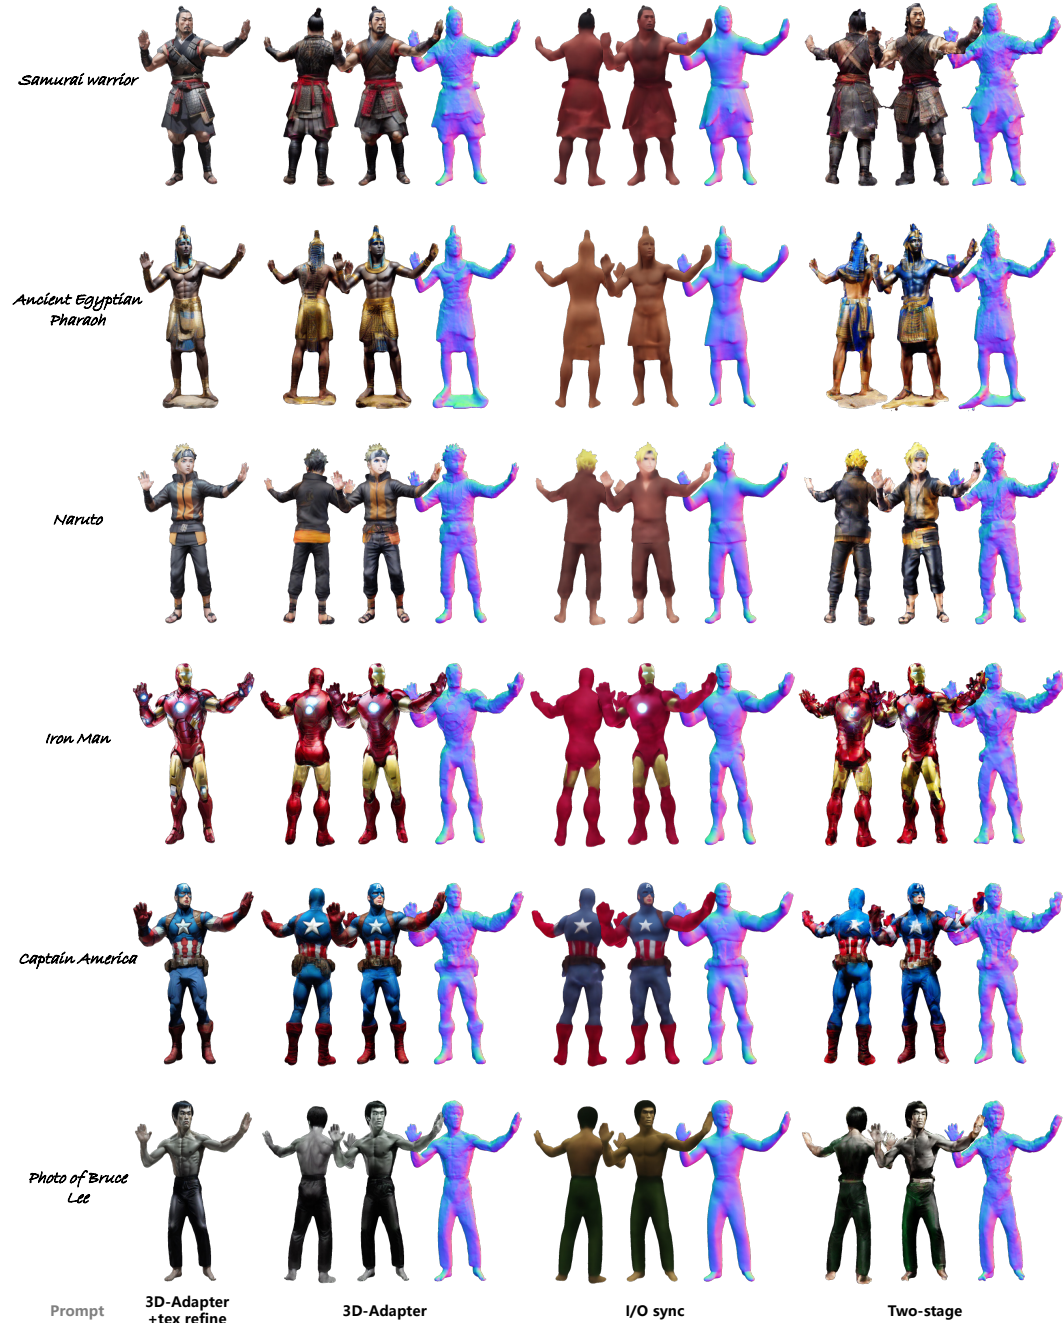 Samurai warrior
Ancient Egyptian
Pharaoh
Naruto
Iron Man
Captain America
Photo of Bruce
Lee
Prompt
3D-Adapter
+tex refine
3D-Adapter
I/O sync
Two-stage